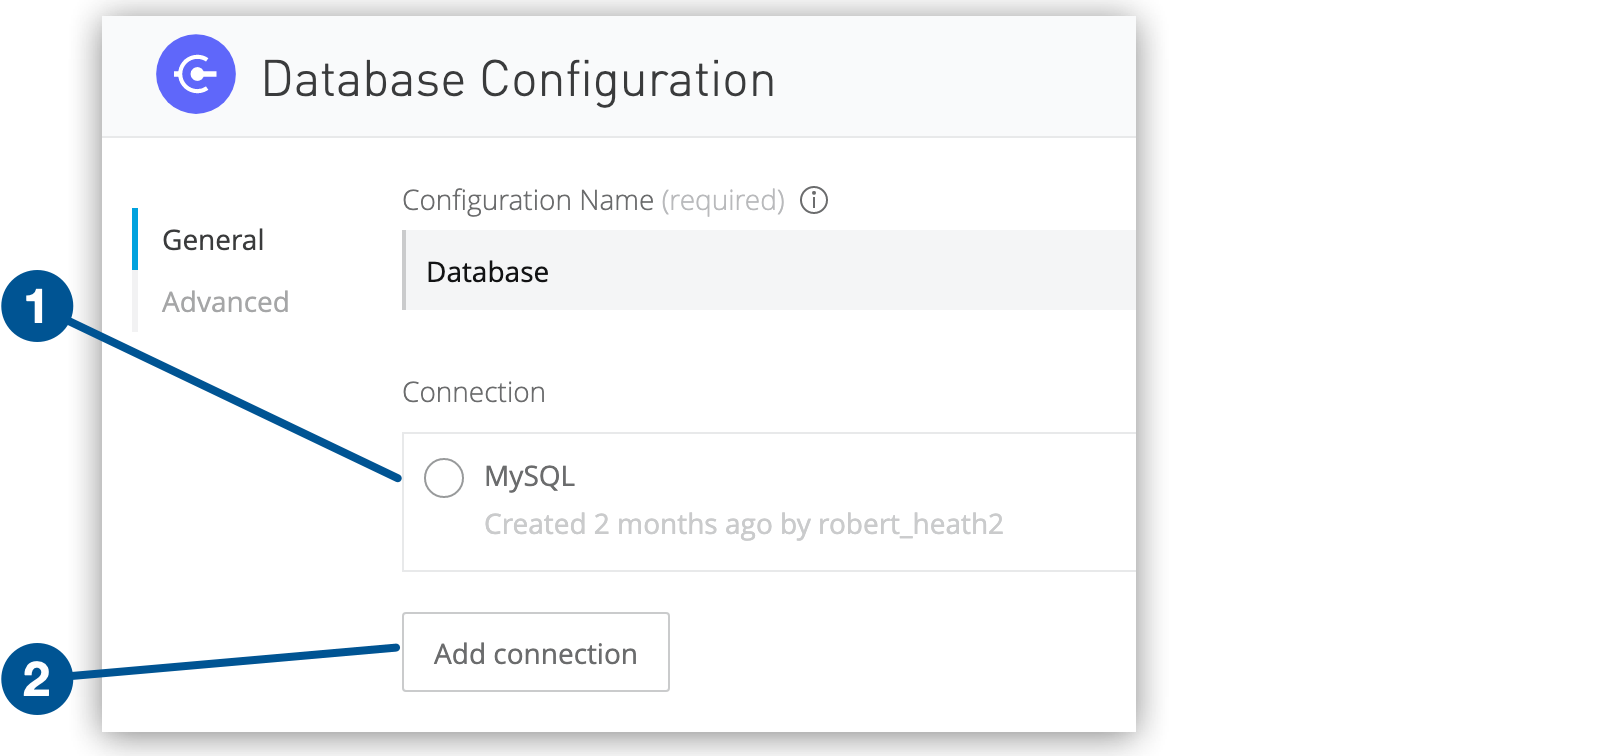 Database Configuration
Configuration Name (required)
General
Database
Advanced
1
Connection
MySQL
Created 2 months ago by robert_heath2
Add connection
2